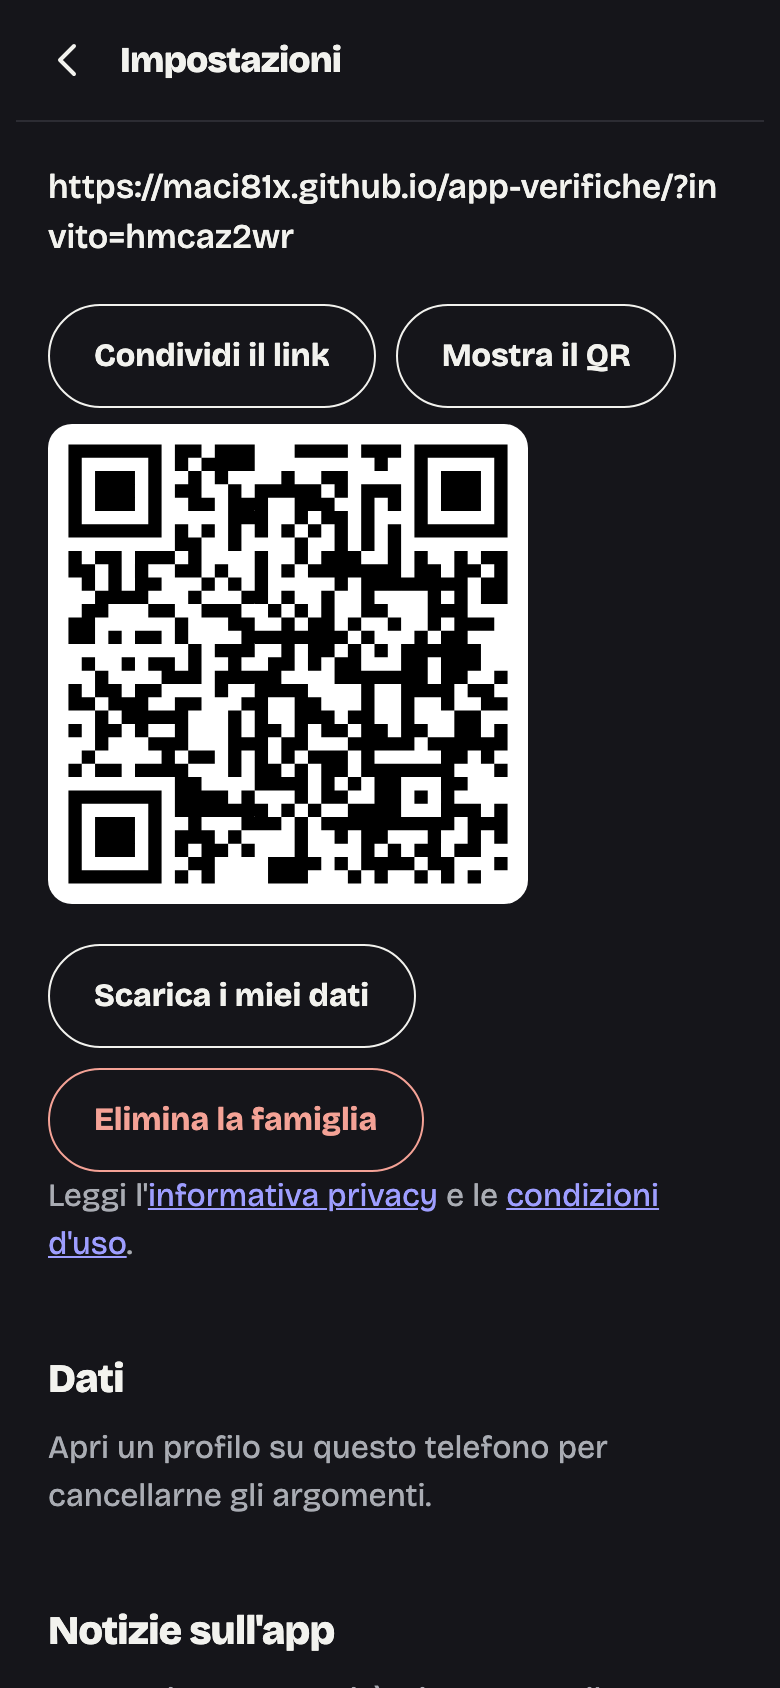 Impostazioni
https://maci81x.github.io/app-verifiche/?in
vito=hmcaz2wr
Condividi il link
Mostra il QR
Scarica i miei dati
Elimina la famiglia
Leggi l'informativa privacy e le condizioni
d'uso.
Dati
Apri un profilo su questo telefono per
cancellarne gli argomenti.
Notizie sull'app